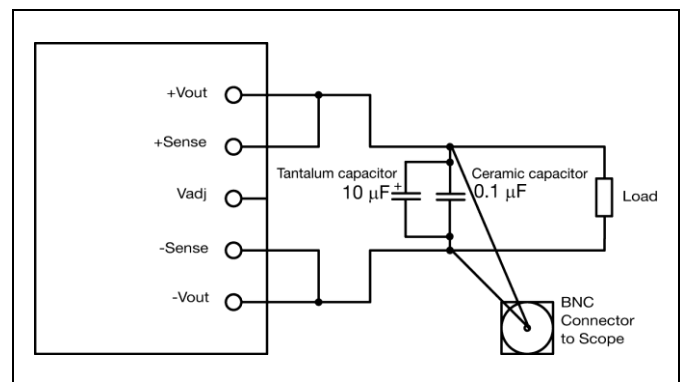 +Vout
+Sense
Vadj
-Sense
-Vout
Tantalum capacitor
10 µF
+
Ceramic capacitor
0.1 µF
Load
BNC
Connector
to Scope